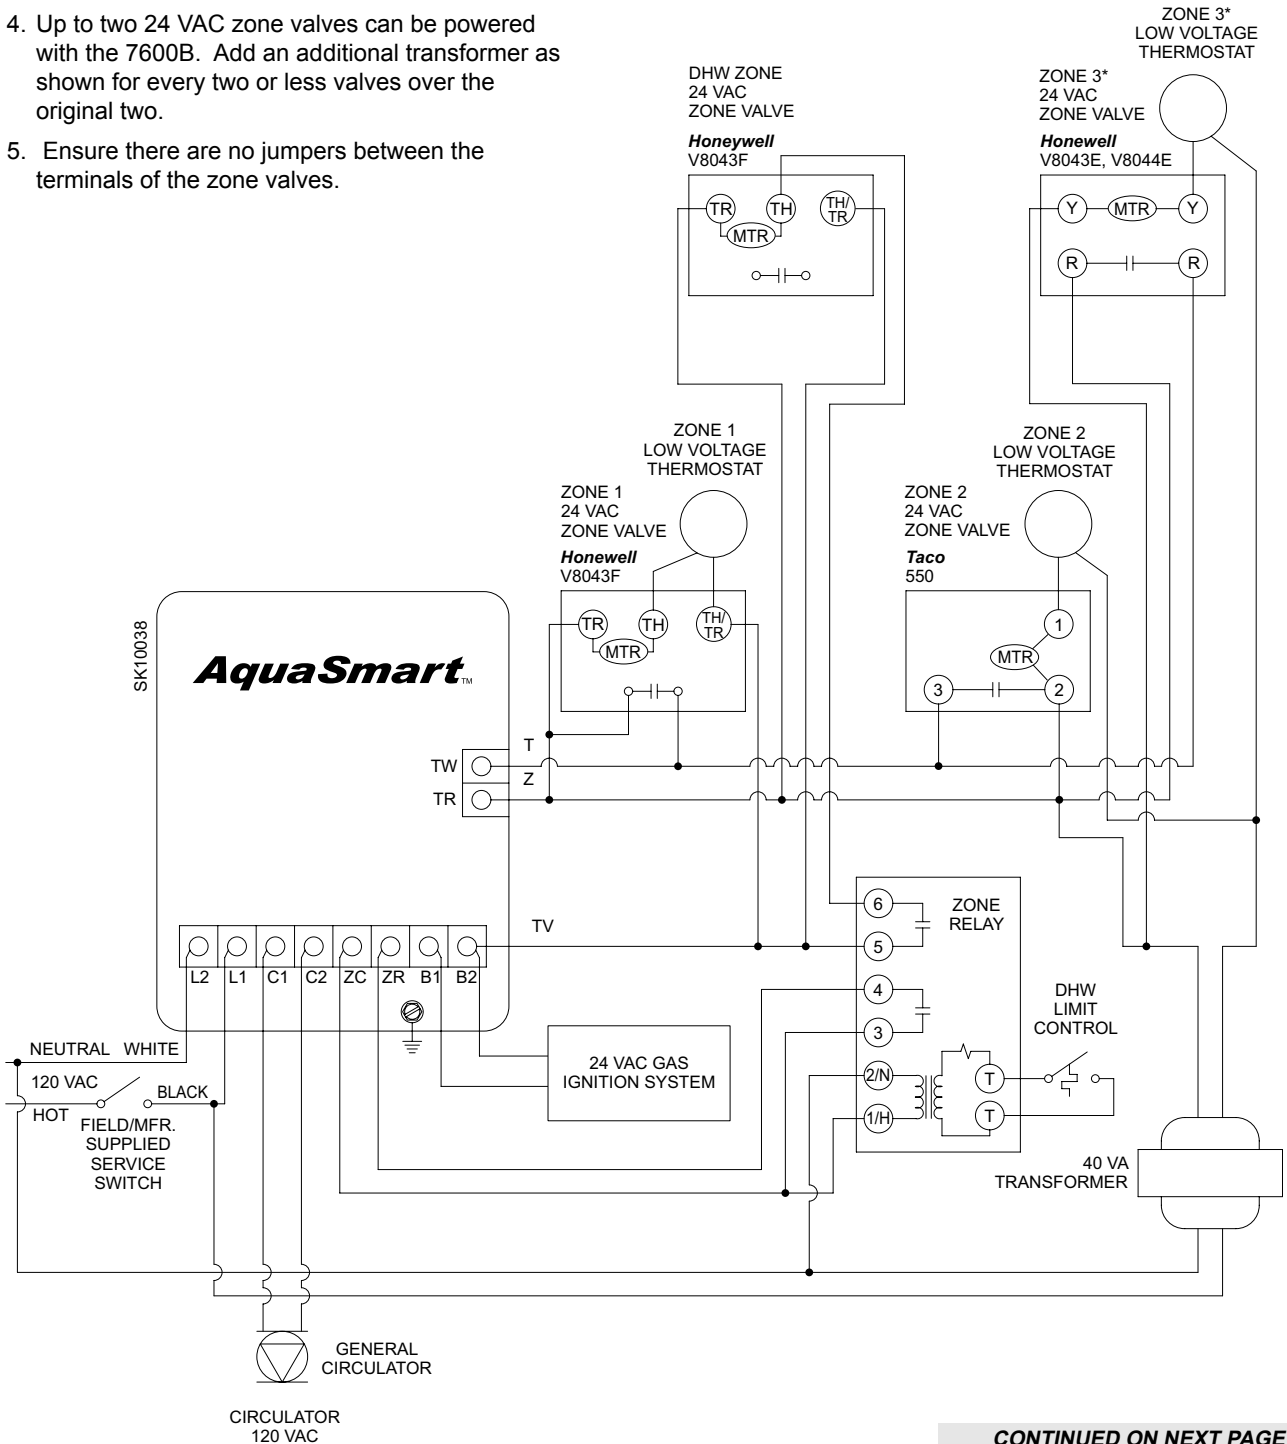 4. Up to two 24 VAC zone valves can be powered
with the 7600B. Add an additional transformer as
shown for every two or less valves over the
original two.
5. Ensure there are no jumpers between the
terminals of the zone valves.
ZONE 3*
LOW VOLTAGE
THERMOSTAT
DHW ZONE
24 VAC
ZONE VALVE
Honeywell
V8043F
TR
TH
TH/
TR
MTR
ZONE 3*
24 VAC
ZONE VALVE
Honewell
V8043E, V8044E
Y
MTR
Y
R
R
ZONE 1
LOW VOLTAGE
THERMOSTAT
ZONE 1
24 VAC
ZONE VALVE
Honewell
V8043F
TR
TH
TH/
TR
MTR
ZONE 2
LOW VOLTAGE
THERMOSTAT
ZONE 2
24 VAC
ZONE VALVE
Taco
550
1
MTR
3
2
SK10038
AquaSmart™
TW
T
TR
Z
TV
L2
L1
C1
C2
ZC
ZR
B1
B2
6
5
4
3
2/N
1/H
ZONE
RELAY
T
T
DHW
LIMIT
CONTROL
24 VAC GAS
IGNITION SYSTEM
NEUTRAL WHITE
120 VAC
HOT
BLACK
FIELD/MFR.
SUPPLIED
SERVICE
SWITCH
40 VA
TRANSFORMER
GENERAL
CIRCULATOR
CIRCULATOR
120 VAC
CONTINUED ON NEXT PAGE